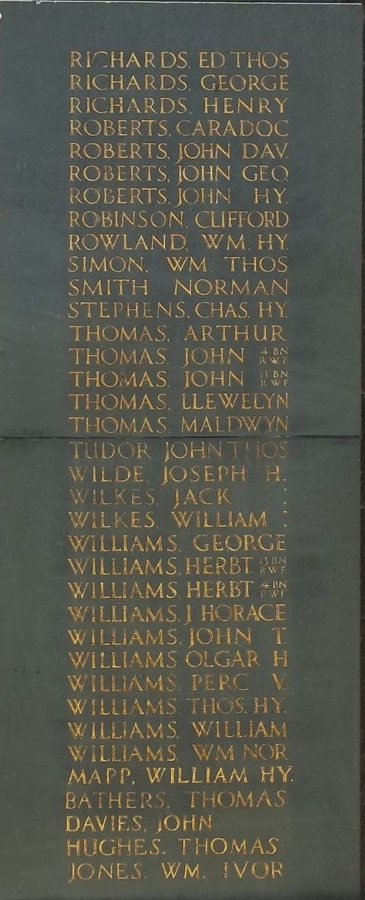 RICHARDS, ED THOS
RICHARDS, GEORGE
RICHARDS, HENRY
ROBERTS, CARADOC
ROBERTS, JOHN DAV.
ROBERTS, JOHN GEO.
ROBERTS, JOHN HY.
ROBINSON, CLIFFORD
ROWLAND, WM. HY.
SIMON, WM THOS
SMITH NORMAN
STEPHENS, CHAS. HY.
THOMAS, ARTHUR
THOMAS, JOHN 4 BN R.W.F.
THOMAS, JOHN 13 BN R.W.F.
THOMAS, LLEWELYN
THOMAS, MALDWYN
TUDOR JOHN THOS
WILDE, JOSEPH H.
WILKES, JACK
WILKES, WILLIAM
WILLIAMS, GEORGE
WILLIAMS, HERBT. 13 BN R.W.F.
WILLIAMS, HERBT. 4 BN R.W.F.
WILLIAMS, J HORACE
WILLIAMS, JOHN T.
WILLIAMS OLGAR H
WILLIAMS, PERC V.
WILLIAMS, THOS. HY.
WILLIAMS, WILLIAM
WILLIAMS, WM NOR
MAPP, WILLIAM HY.
BATHERS, THOMAS
DAVIES, JOHN
HUGHES, THOMAS
JONES, WM. IVOR